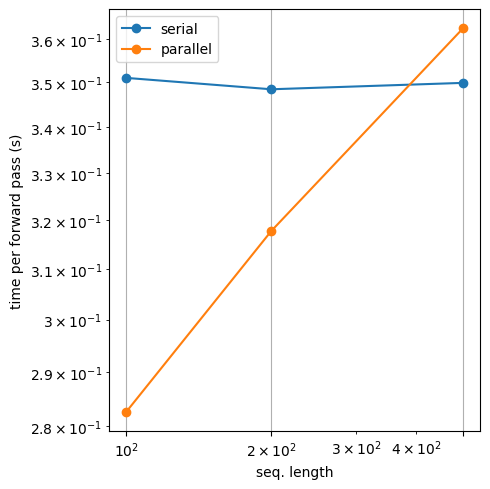 serial
parallel
3.6 × 10⁻¹
3.5 × 10⁻¹
3.4 × 10⁻¹
3.3 × 10⁻¹
3.2 × 10⁻¹
3.1 × 10⁻¹
3 × 10⁻¹
2.9 × 10⁻¹
2.8 × 10⁻¹
time per forward pass (s)
10² 2 × 10² 3 × 10² 4 × 10²
seq. length